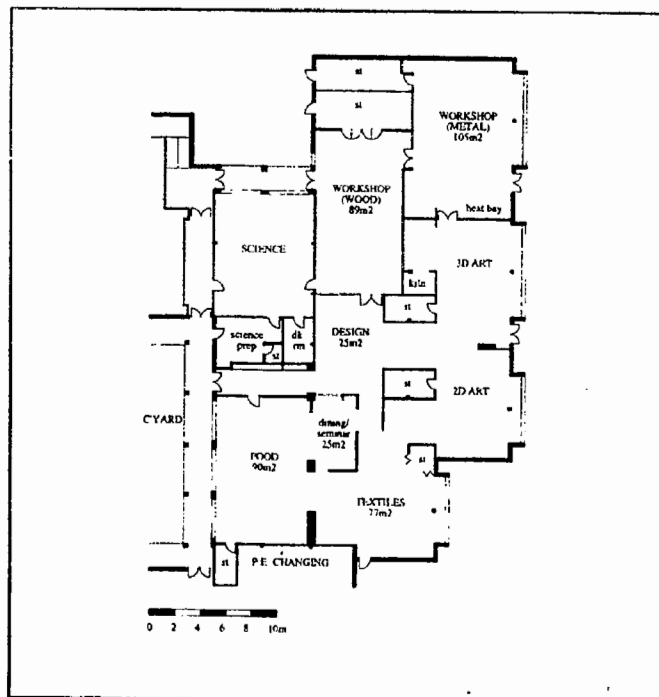 st
st
WORKSHOP
(METAL)
105m2
WORKSHOP
(WOOD)
89m2
heat bay
SCIENCE
3D ART
kiln
st
DESIGN
25m2
science
prep
dk
rm
st
st
2D ART
C'YARD
dining/
seminar
25m2
FOOD
90m2
st
TEXTILES
77m2
st
P.E. CHANGING
0 2 4 6 8 10m